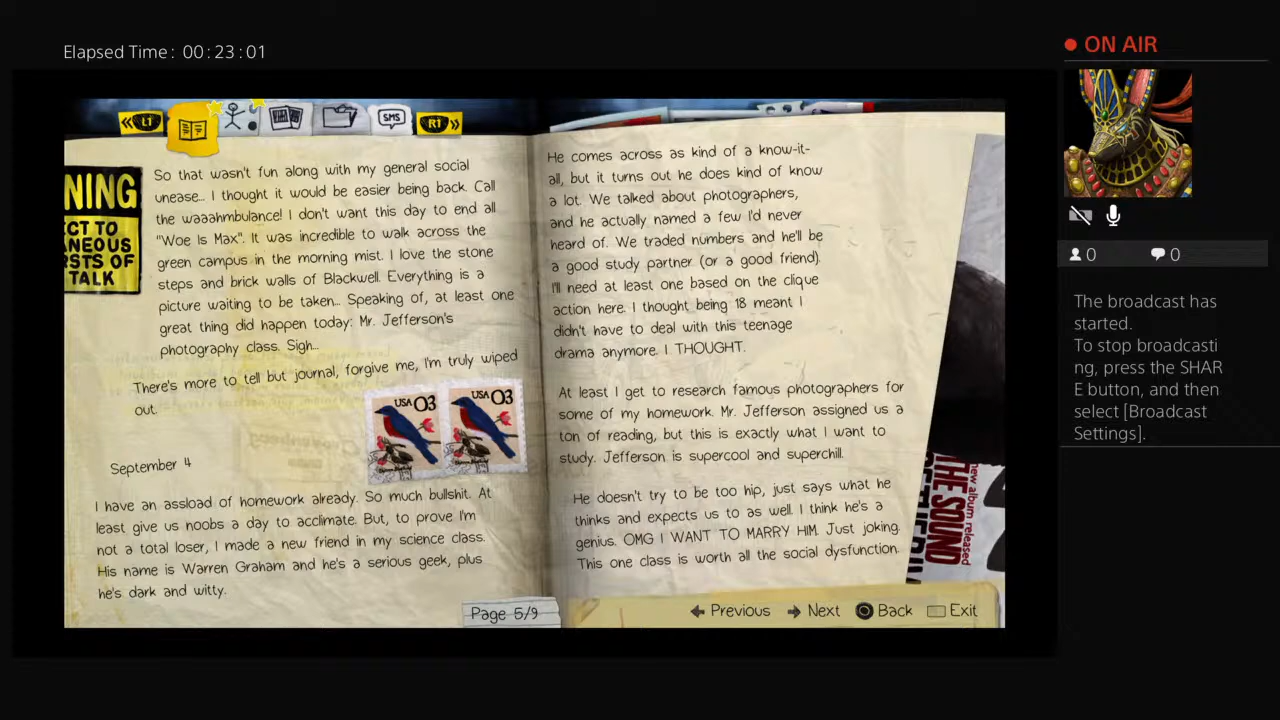 Elapsed Time: 00:23:01
ON AIR
L1
SMS
R1
NING
ECT TO
ANEOUS
RSTS OF
TALK
So that wasn't fun along with my general social
unease... I thought it would be easier being back. Call
the waaahmbulance! I don't want this day to end all
"Woe Is Max". It was incredible to walk across the
green campus in the morning mist. I love the stone
steps and brick walls of Blackwell. Everything is a
picture waiting to be taken... Speaking of, at least one
great thing did happen today: Mr. Jefferson's
photography class. Sigh...
There's more to tell but journal, forgive me, I'm truly wiped
out.
USA 03
USA 03
September 4
I have an assload of homework already. So much bullshit. At
least give us noobs a day to acclimate. But, to prove I'm
not a total loser, I made a new friend in my science class.
His name is Warren Graham and he's a serious geek, plus
he's dark and witty.
He comes across as kind of a know-it-
all, but it turns out he does kind of know
a lot. We talked about photographers,
and he actually named a few I'd never
heard of. We traded numbers and he'll be
a good study partner (or a good friend).
I'll need at least one based on the clique
action here. I thought being 18 meant I
didn't have to deal with this teenage
drama anymore. I THOUGHT.
At least I get to research famous photographers for
some of my homework. Mr. Jefferson assigned us a
ton of reading, but this is exactly what I want to
study. Jefferson is supercool and superchill.
He doesn't try to be too hip, just says what he
thinks and expects us to as well. I think he's a
genius. OMG I WANT TO MARRY HIM. Just joking.
This one class is worth all the social dysfunction.
new album released
THE SOUND
Page 5/9
Previous
Next
Back
Exit
0
0
The broadcast has
started.
To stop broadcasti
ng, press the SHAR
E button, and then
select [Broadcast
Settings].